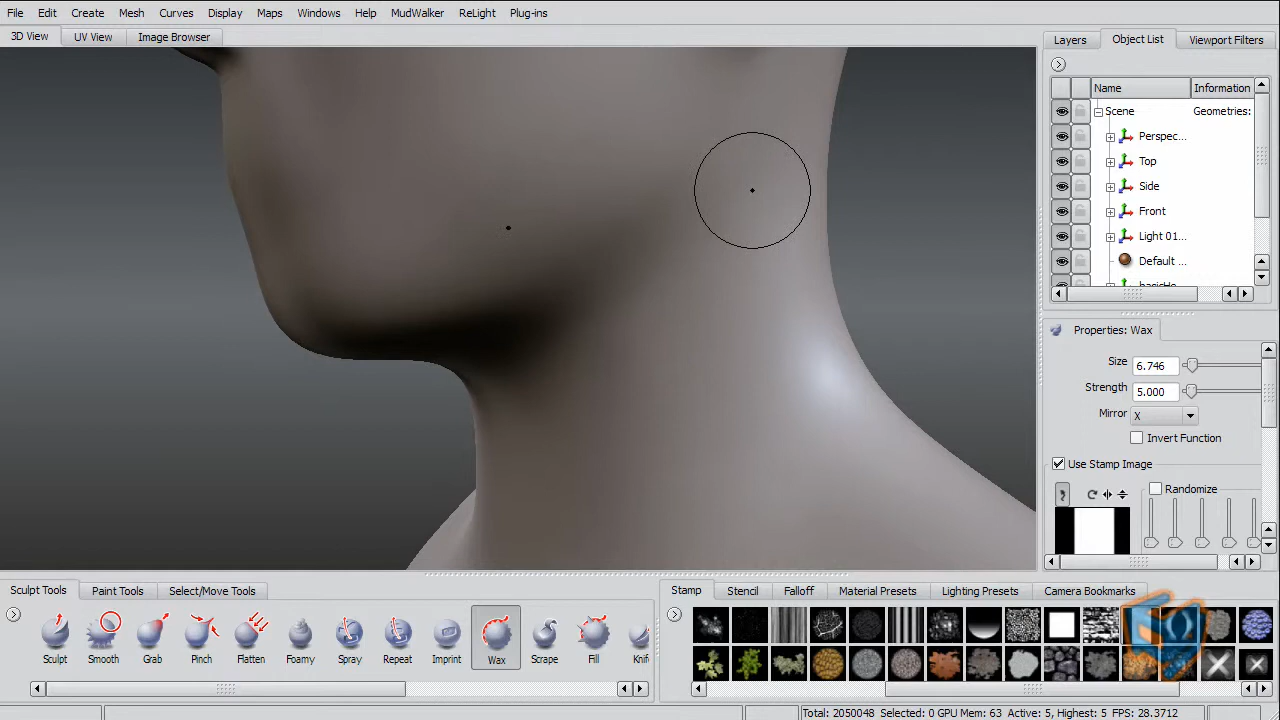 File Edit Create Mesh Curves Display Maps Windows Help MudWalker ReLight Plug-ins
3D View UV View Image Browser
Layers Object List Viewport Filters
Name Information
Scene Geometries:
Perspec...
Top
Side
Front
Light 01...
Default ...
Properties: Wax
Size 6.746
Strength 5.000
Mirror X
Invert Function
Use Stamp Image
Randomize
Sculpt Tools Paint Tools Select/Move Tools
Stamp Stencil Falloff Material Presets Lighting Presets Camera Bookmarks
Sculpt Smooth Grab Pinch Flatten Foamy Spray Repeat Imprint Wax Scrape Fill Knif
Total: 2050048 Selected: 0 GPU Mem: 63 Active: 5, Highest: 5 FPS: 28.3712